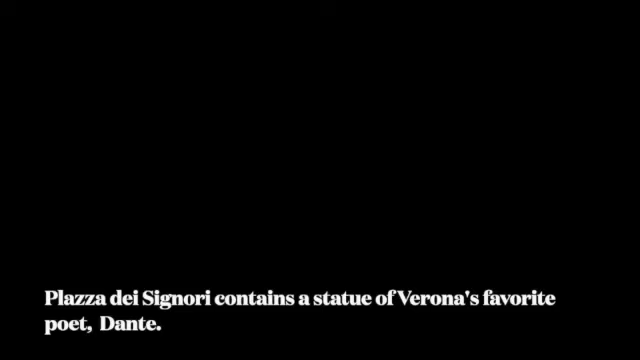 Plazza dei Signori contains a statue of Verona's favorite
poet, Dante.